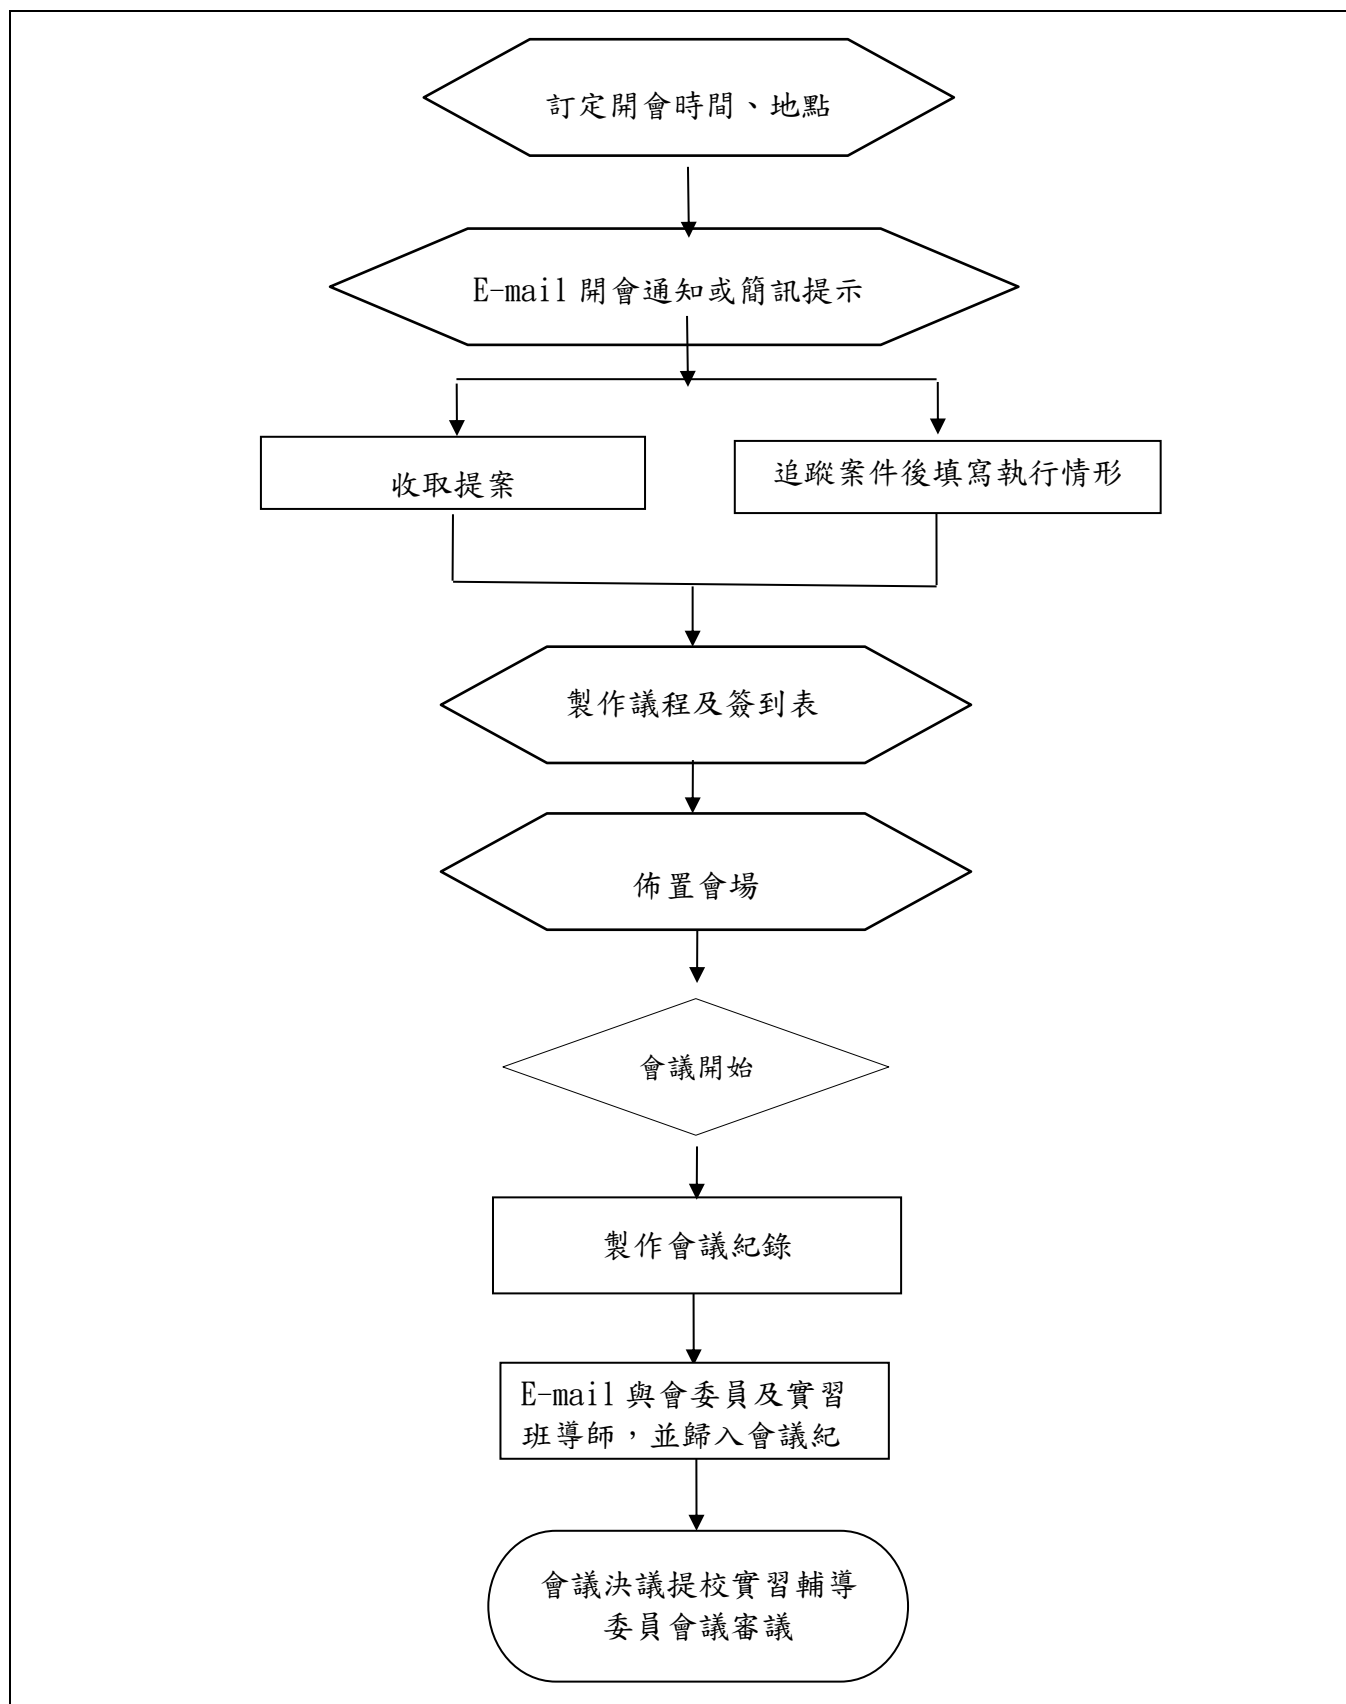 訂定開會時間、地點
E-mail 開會通知或簡訊提示
收取提案
追蹤案件後填寫執行情形
製作議程及簽到表
佈置會場
會議開始
製作會議紀錄
E-mail 與會委員及實習
班導師，並歸入會議紀
會議決議提校實習輔導
委員會議審議